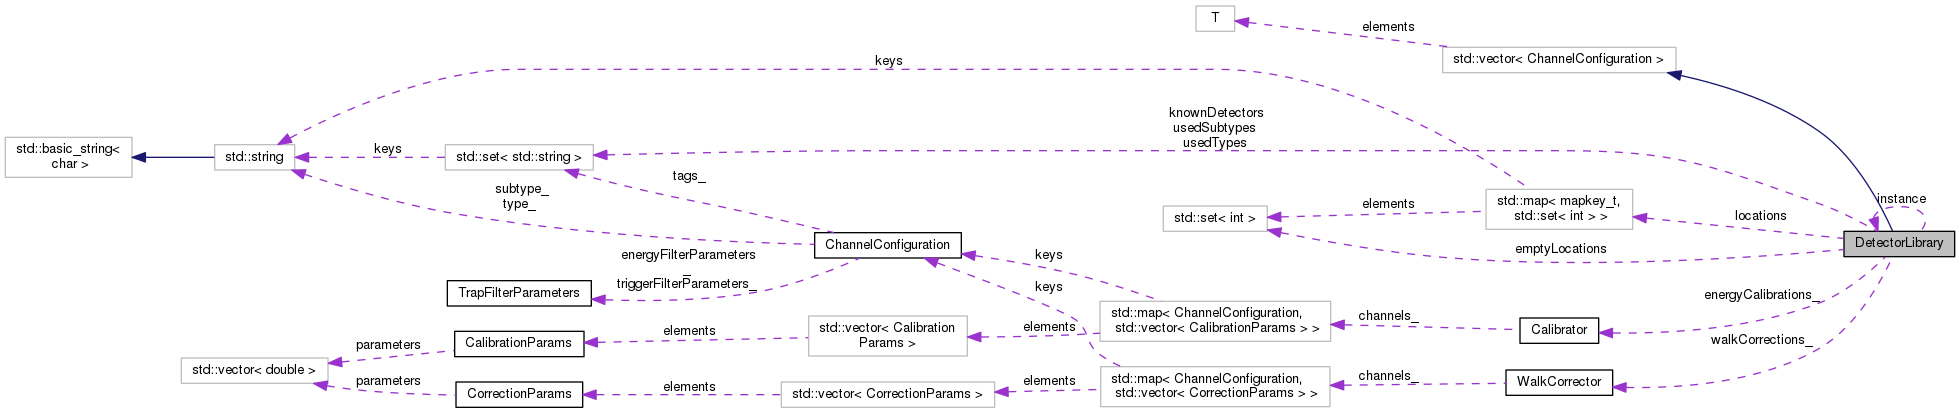 T
elements
std::vector< ChannelConfiguration >
keys
knownDetectors
usedSubtypes
usedTypes
std::basic_string<
char >
std::string
keys
std::set< std::string >
tags_
subtype_
type_
elements
std::set< int >
std::map< mapkey_t,
std::set< int > >
instance
locations
DetectorLibrary
emptyLocations
ChannelConfiguration
energyFilterParameters
_
triggerFilterParameters_
TrapFilterParameters
keys
keys
energyCalibrations_
std::map< ChannelConfiguration,
std::vector< CalibrationParams > >
channels_
Calibrator
walkCorrections_
elements
std::vector< Calibration
Params >
elements
CalibrationParams
parameters
std::vector< double >
parameters
CorrectionParams
elements
std::vector< CorrectionParams >
elements
std::map< ChannelConfiguration,
std::vector< CorrectionParams > >
channels_
WalkCorrector